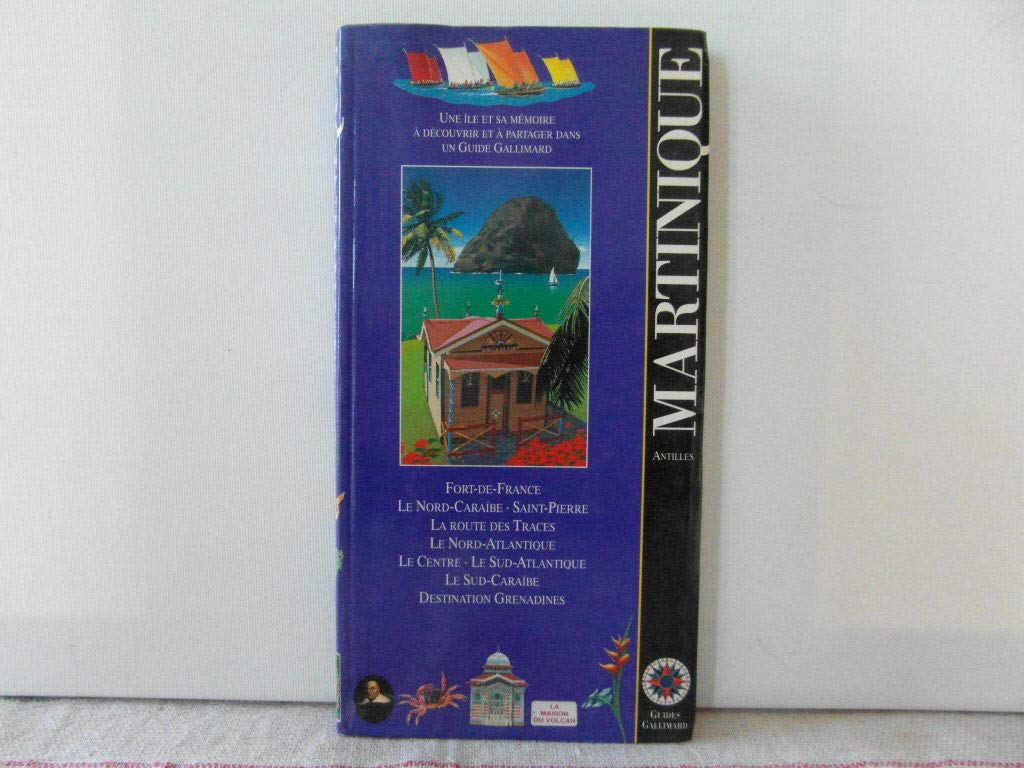 UNE ÎLE ET SA MÉMOIRE
À DÉCOUVRIR ET À PARTAGER DANS
UN GUIDE GALLIMARD
FORT-DE-FRANCE
LE NORD-CARAÏBE · SAINT-PIERRE
LA ROUTE DES TRACES
LE NORD-ATLANTIQUE
LE CENTRE · LE SUD-ATLANTIQUE
LE SUD-CARAÏBE
DESTINATION GRENADINES
LA
MAISON
DU VOLCAN
MARTINIQUE
ANTILLES
GUIDES
GALLIMARD